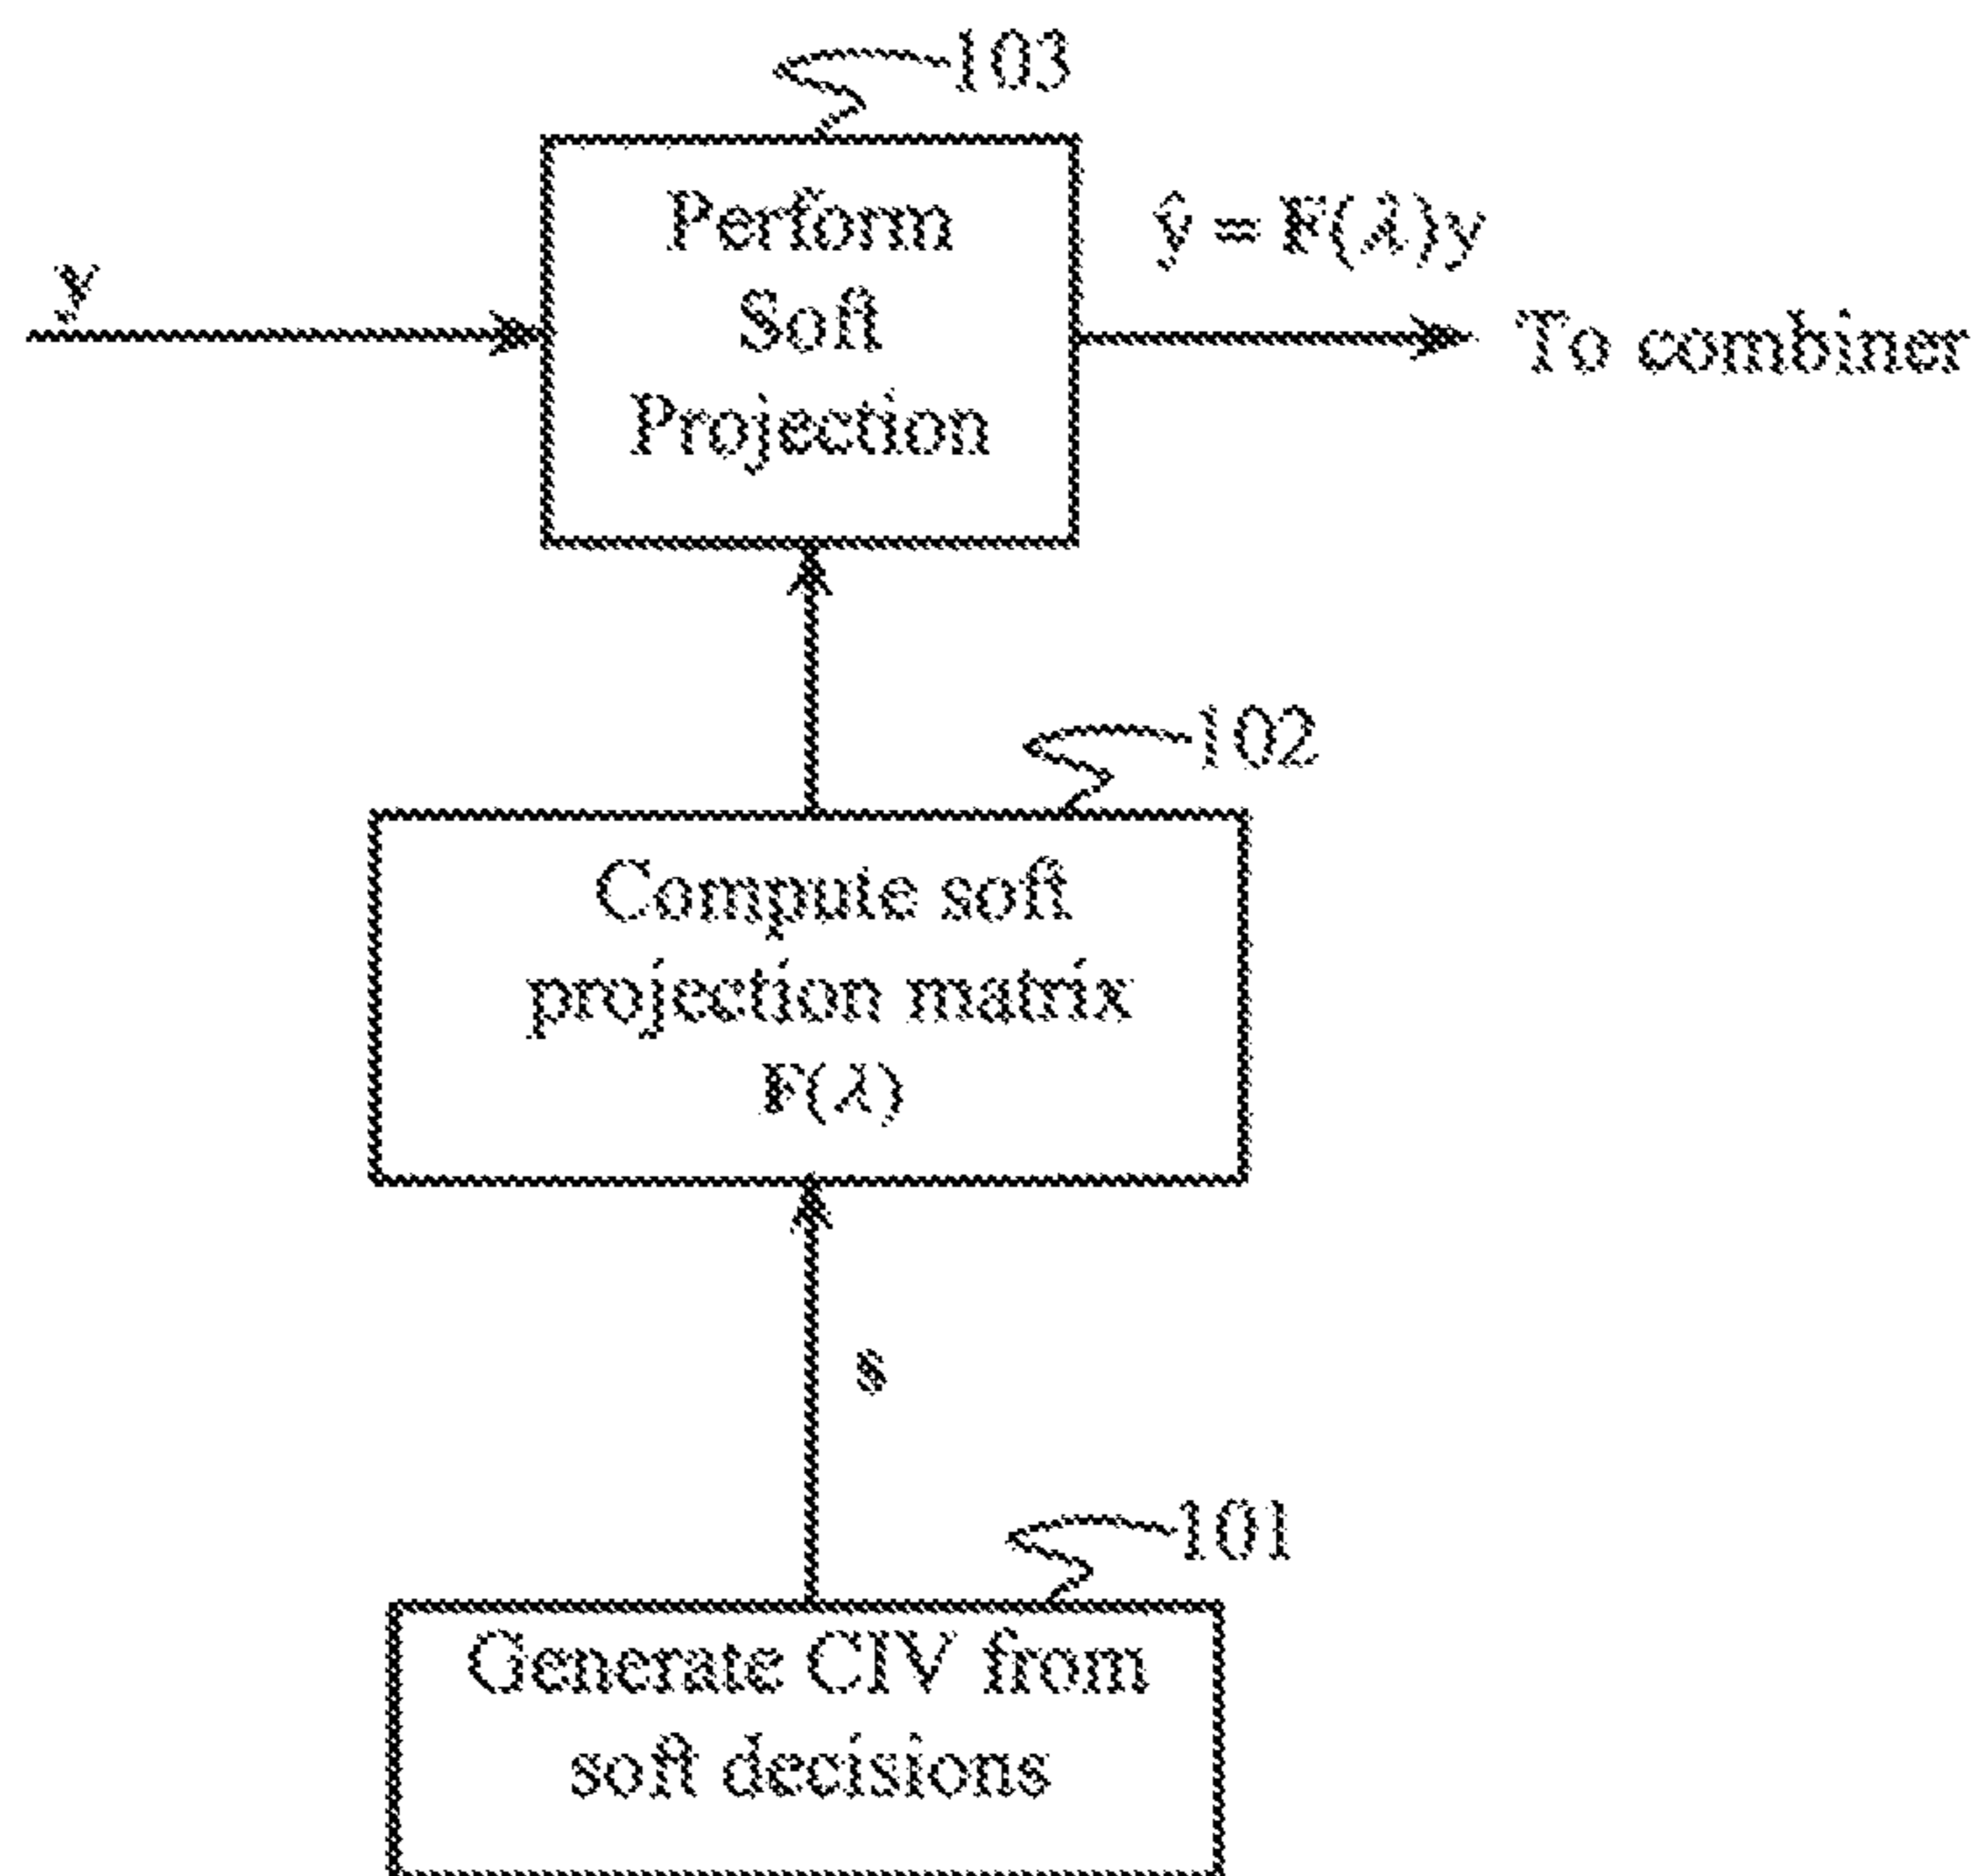 103
Perform
Soft
Projection
y
ŷ = F(λ)y
To combiner
102
Compute soft
projection matrix
F(λ)
s
101
Generate CIV from
soft decisions